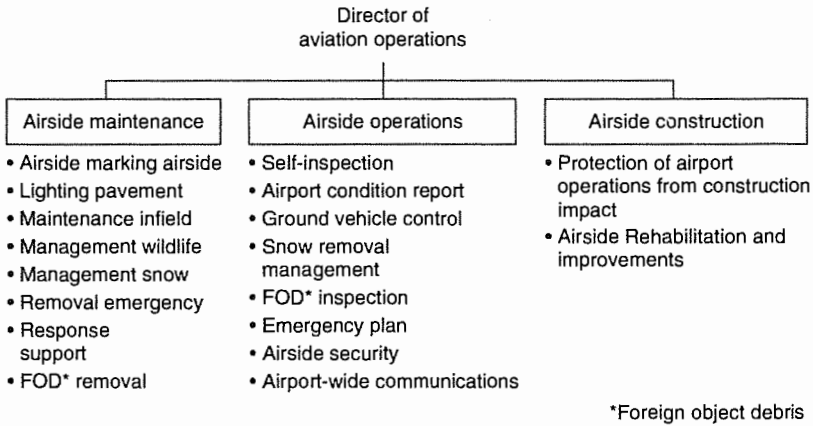 Director of
aviation operations
Airside maintenance
• Airside marking airside
• Lighting pavement
• Maintenance infield
• Management wildlife
• Management snow
• Removal emergency
• Response
support
• FOD* removal
Airside operations
• Self-inspection
• Airport condition report
• Ground vehicle control
• Snow removal
management
• FOD* inspection
• Emergency plan
• Airside security
• Airport-wide communications
Airside construction
• Protection of airport
operations from construction
impact
• Airside Rehabilitation and
improvements
*Foreign object debris